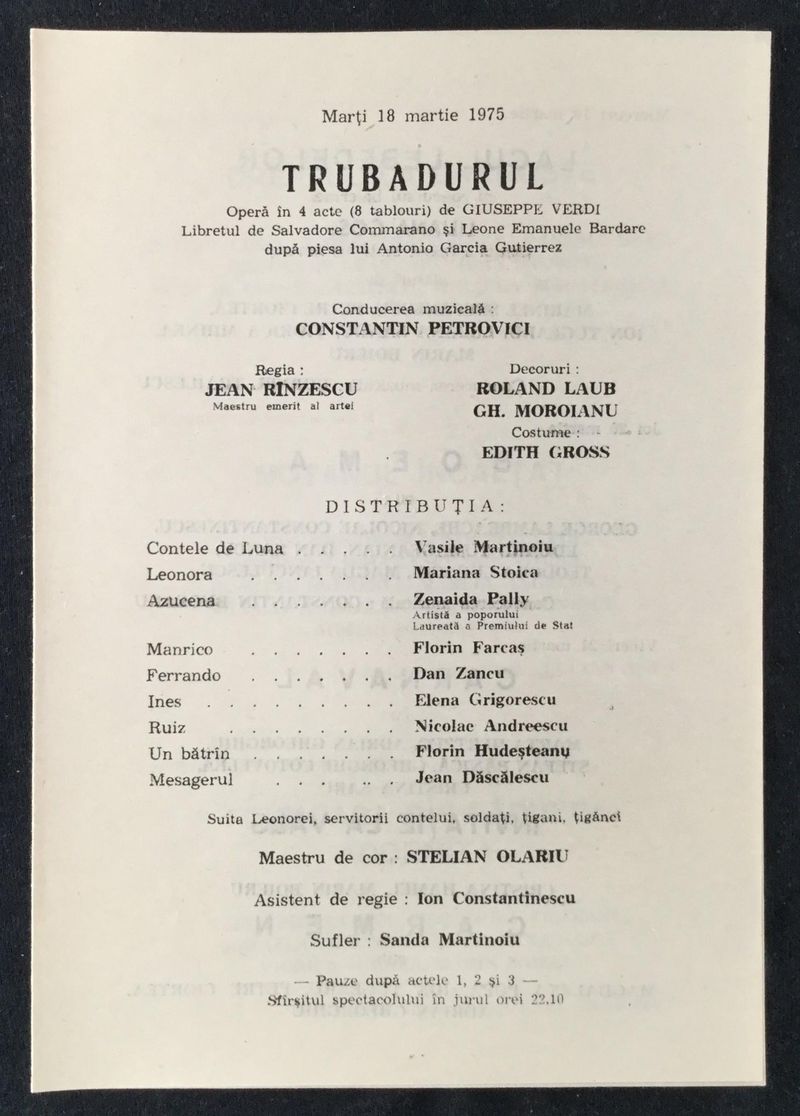 Marţi 18 martie 1975
TRUBADURUL
Operă în 4 acte (8 tablouri) de GIUSEPPE VERDI
Libretul de Salvadore Commarano şi Leone Emanuele Bardare
după piesa lui Antonio Garcia Gutierrez
Conducerea muzicală :
CONSTANTIN PETROVICI
Regia :
JEAN RÎNZESCU
Maestru emerit al artei
Decoruri :
ROLAND LAUB
GH. MOROIANU
Costume :
EDITH GROSS
DISTRIBUŢIA :
Contele de Luna . . . . . Vasile Martinoiu
Leonora . . . . . . . Mariana Stoica
Azucena . . . . . . . Zenaida Pally
Artistă a poporului
Laureată a Premiului de Stat
Manrico . . . . . . . Florin Farcaş
Ferrando . . . . . . . Dan Zancu
Ines . . . . . . . . . Elena Grigorescu
Ruiz . . . . . . . . Nicolae Andreescu
Un bătrîn . . . . . . . Florin Hudeşteanu
Mesagerul . . . .. . Jean Dăscălescu
Suita Leonorei, servitorii contelui, soldaţi, ţigani, ţigănci
Maestru de cor : STELIAN OLARIU
Asistent de regie : Ion Constantinescu
Sufler : Sanda Martinoiu
— Pauze după actele 1, 2 şi 3 —
Sfîrşitul spectacolului în jurul orei 22,10